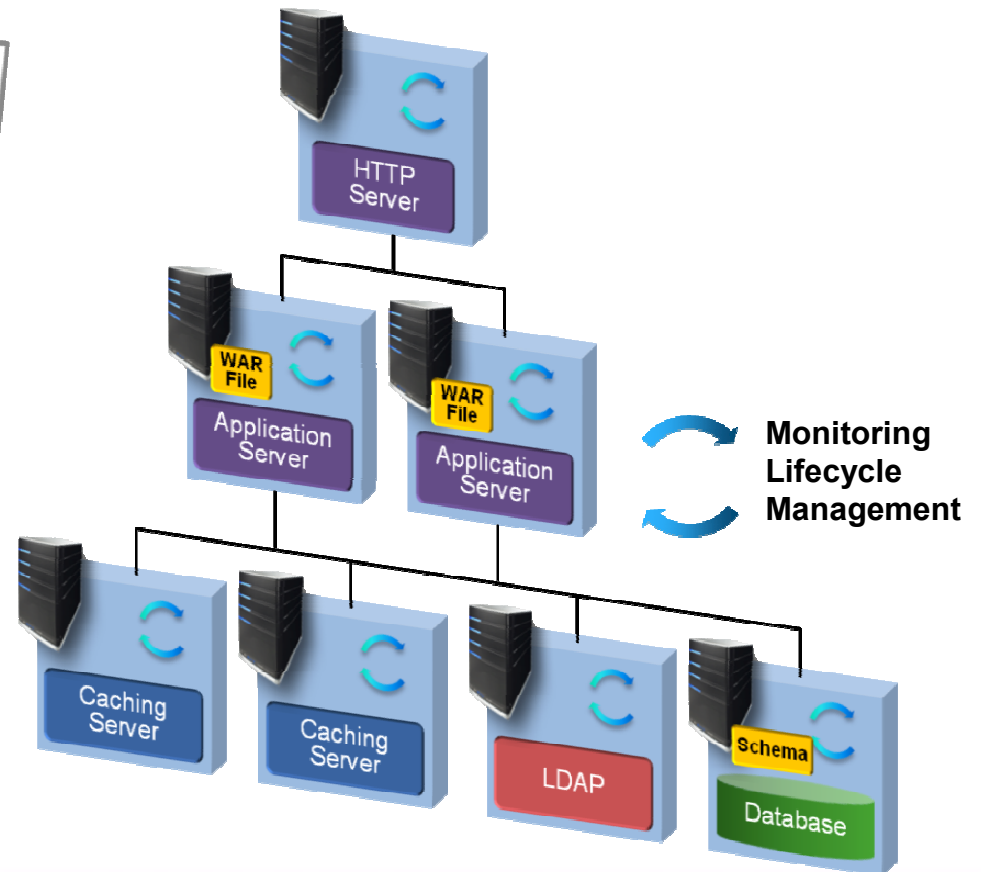 HTTP
Server
WAR
File
Application
Server
WAR
File
Application
Server
Monitoring
Lifecycle
Management
Caching
Server
Caching
Server
LDAP
Schema
Database